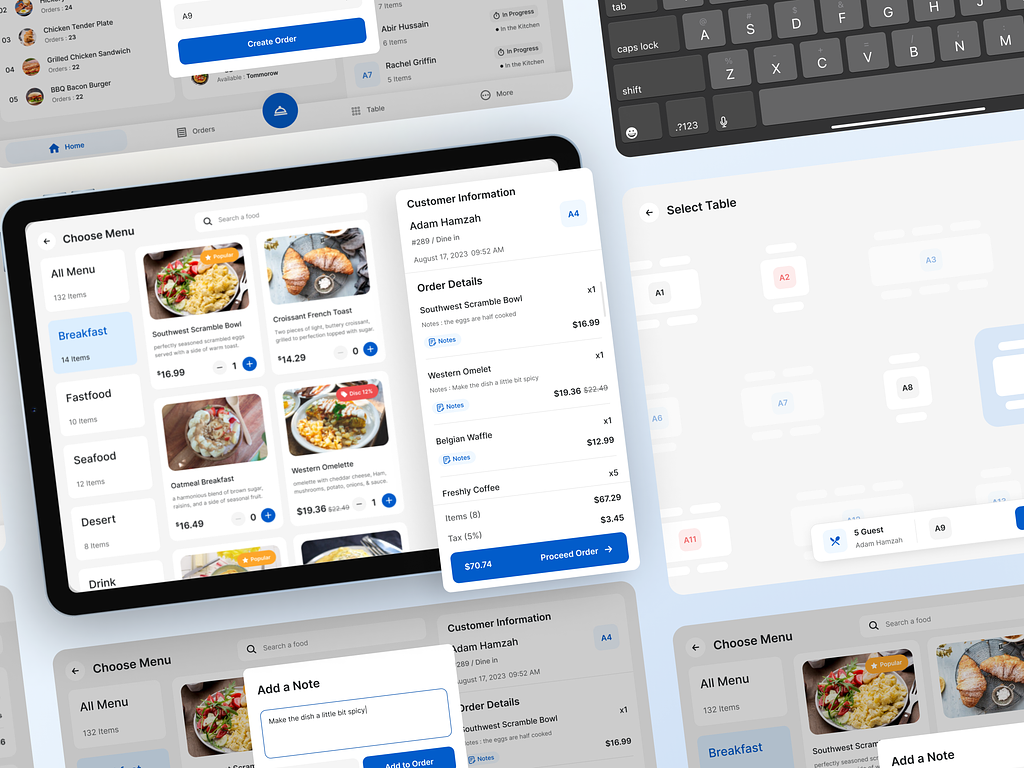 Orders : 24
03
Chicken Tender Plate
Orders : 23
04
Grilled Chicken Sandwich
Orders : 22
05
BBQ Bacon Burger
Orders : 22
A9
Create Order
Available : Tommorow
7 Items
In Progress
In the Kitchen
Abir Hussain
6 Items
In Progress
In the Kitchen
A7
Rachel Griffin
5 Items
Home
Orders
Table
More
tab
caps lock
@
A
#
S
$
D
&
F
G
H
J
K
shift
%
Z
-
X
+
C
=
V
/
B
;
N
M
.?123
Choose Menu
Search a food
All Menu
132 Items
Breakfast
14 Items
Fastfood
10 Items
Seafood
12 Items
Desert
8 Items
Drink
Popular
Southwest Scramble Bowl
perfectly seasoned scrambled eggs
served with a side of warm toast.
$16.99
1
Croissant French Toast
Two pieces of light, buttery croissant,
grilled to perfection topped with sugar.
$14.29
0
Oatmeal Breakfast
a harmonious blend of brown sugar,
raisins, and a side of seasonal fruit.
$16.49
0
Disc 12%
Western Omelette
omelette with cheddar cheese, Ham,
mushrooms, potato, onions, & sauce.
$19.36 $22.49
1
Popular
Customer Information
Adam Hamzah
A4
#289 / Dine in
August 17, 2023 09:52 AM
Order Details
Southwest Scramble Bowl
x1
Notes : the eggs are half cooked
Notes
$16.99
Western Omelet
x1
Notes : Make the dish a little bit spicy
Notes
$19.36 $22.49
Belgian Waffle
x1
Notes
$12.99
Freshly Coffee
x5
Items (8)
$67.29
Tax (5%)
$3.45
$70.74
Proceed Order
Select Table
A1
A2
A3
A6
A7
A8
A11
A12
A12
5 Guest
Adam Hamzah
A9
Choose Menu
Search a food
All Menu
132 Items
Add a Note
Make the dish a little bit spicy
Add to Order
Customer Information
Adam Hamzah
A4
#289 / Dine in
August 17, 2023 09:52 AM
Order Details
Southwest Scramble Bowl
x1
Notes : the eggs are half cooked
Notes
$16.99
Choose Menu
Search a food
All Menu
132 Items
Breakfast
Popular
Southwest
Add a Note